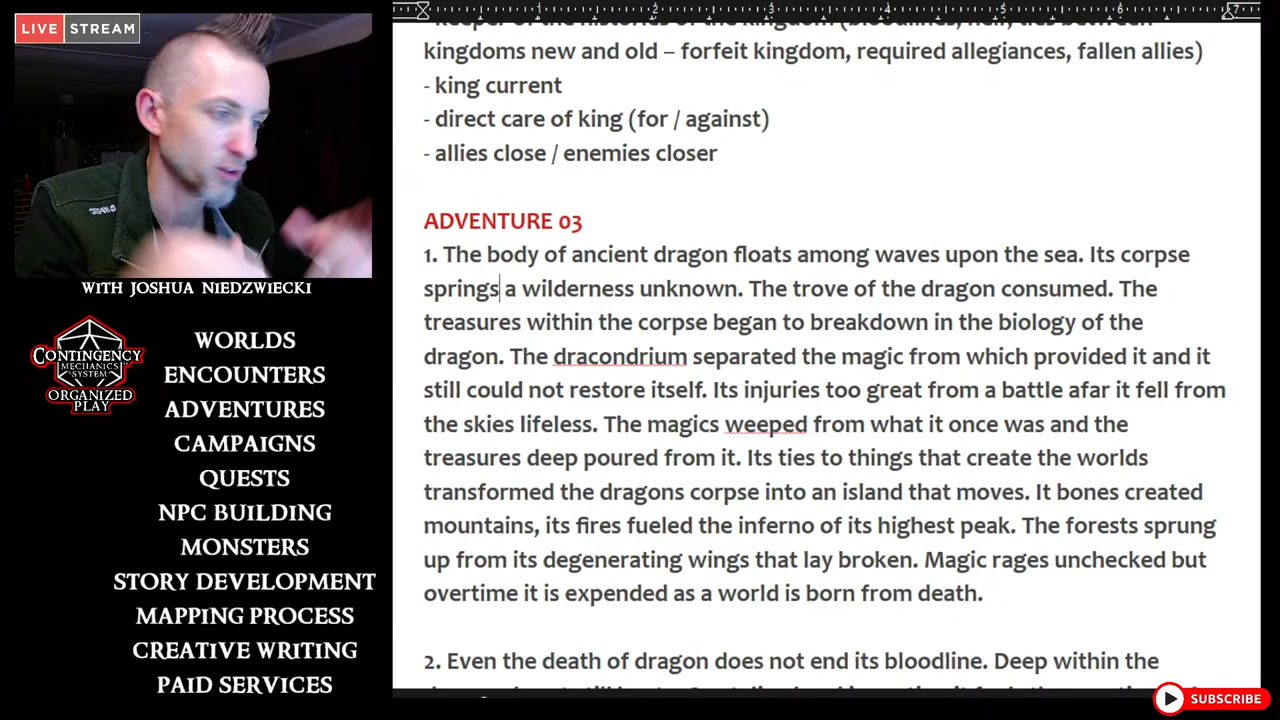 LIVE STREAM
WITH JOSHUA NIEDZWIECKI
CONTINGENCY
MECHANICS
SYSTEM
ORGANIZED
PLAY
WORLDS
ENCOUNTERS
ADVENTURES
CAMPAIGNS
QUESTS
NPC BUILDING
MONSTERS
STORY DEVELOPMENT
MAPPING PROCESS
CREATIVE WRITING
PAID SERVICES
1 2 3 4 5 6 7
kingdoms new and old – forfeit kingdom, required allegiances, fallen allies)
- king current
- direct care of king (for / against)
- allies close / enemies closer
ADVENTURE 03
1. The body of ancient dragon floats among waves upon the sea. Its corpse
springs a wilderness unknown. The trove of the dragon consumed. The
treasures within the corpse began to breakdown in the biology of the
dragon. The dracondrium separated the magic from which provided it and it
still could not restore itself. Its injuries too great from a battle afar it fell from
the skies lifeless. The magics weeped from what it once was and the
treasures deep poured from it. Its ties to things that create the worlds
transformed the dragons corpse into an island that moves. It bones created
mountains, its fires fueled the inferno of its highest peak. The forests sprung
up from its degenerating wings that lay broken. Magic rages unchecked but
overtime it is expended as a world is born from death.
2. Even the death of dragon does not end its bloodline. Deep within the
SUBSCRIBE